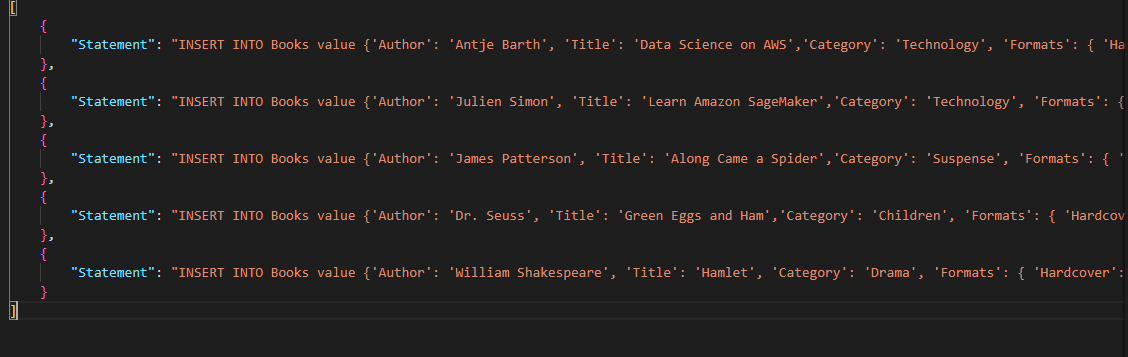 [
{
"Statement": "INSERT INTO Books value {'Author': 'Antje Barth', 'Title': 'Data Science on AWS','Category': 'Technology', 'Formats': { 'Ha
},
{
"Statement": "INSERT INTO Books value {'Author': 'Julien Simon', 'Title': 'Learn Amazon SageMaker','Category': 'Technology', 'Formats': {
},
{
"Statement": "INSERT INTO Books value {'Author': 'James Patterson', 'Title': 'Along Came a Spider','Category': 'Suspense', 'Formats': { '
},
{
"Statement": "INSERT INTO Books value {'Author': 'Dr. Seuss', 'Title': 'Green Eggs and Ham','Category': 'Children', 'Formats': { 'Hardcov
},
{
"Statement": "INSERT INTO Books value {'Author': 'William Shakespeare', 'Title': 'Hamlet', 'Category': 'Drama', 'Formats': { 'Hardcover':
}
]